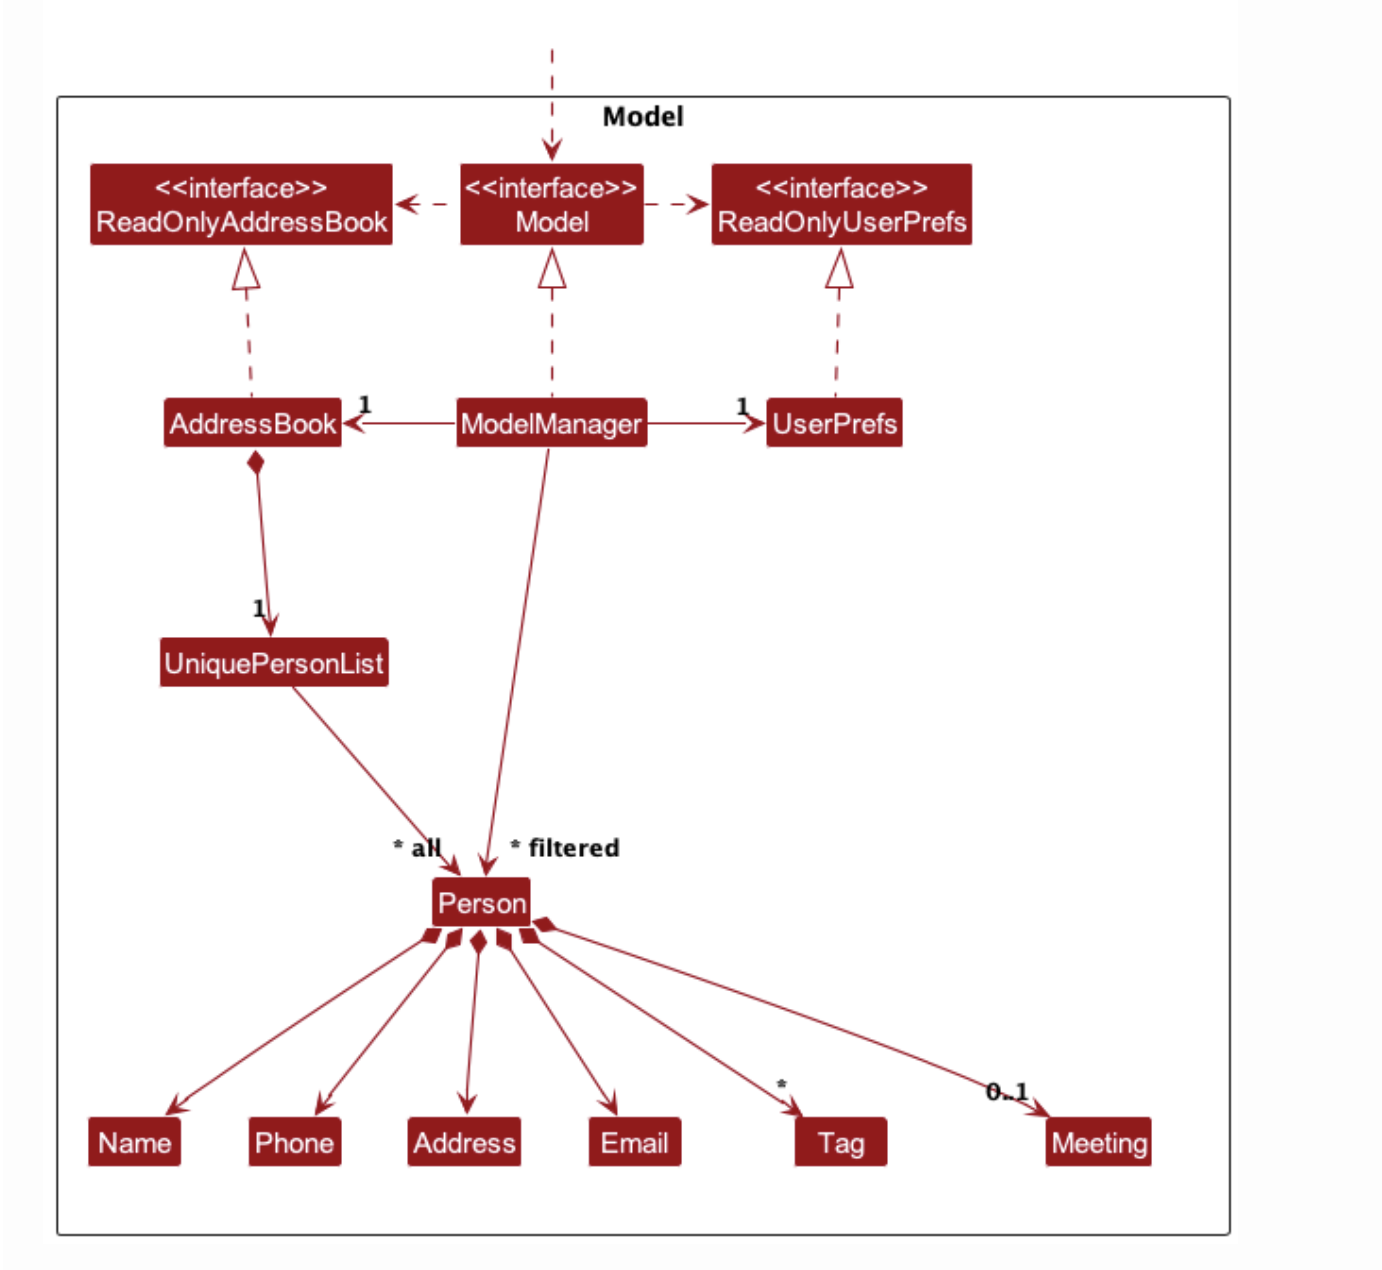 Model
<<interface>>
ReadOnlyAddressBook
<<interface>>
Model
<<interface>>
ReadOnlyUserPrefs
AddressBook
1
ModelManager
1
UserPrefs
1
UniquePersonList
* all
* filtered
Person
*
0..1
Name
Phone
Address
Email
Tag
Meeting